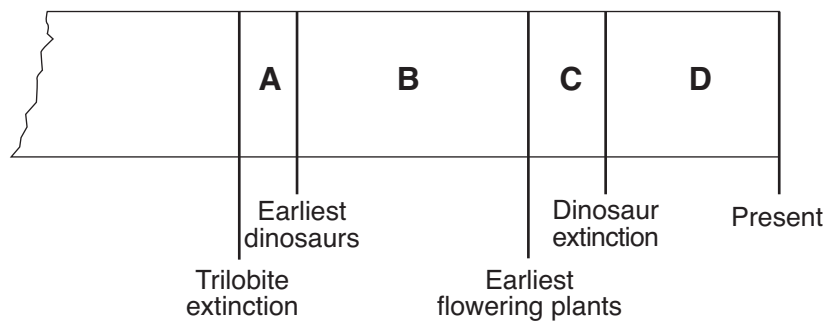 A
B
C
D
Earliest
dinosaurs
Dinosaur
extinction
Present
Trilobite
extinction
Earliest
flowering plants